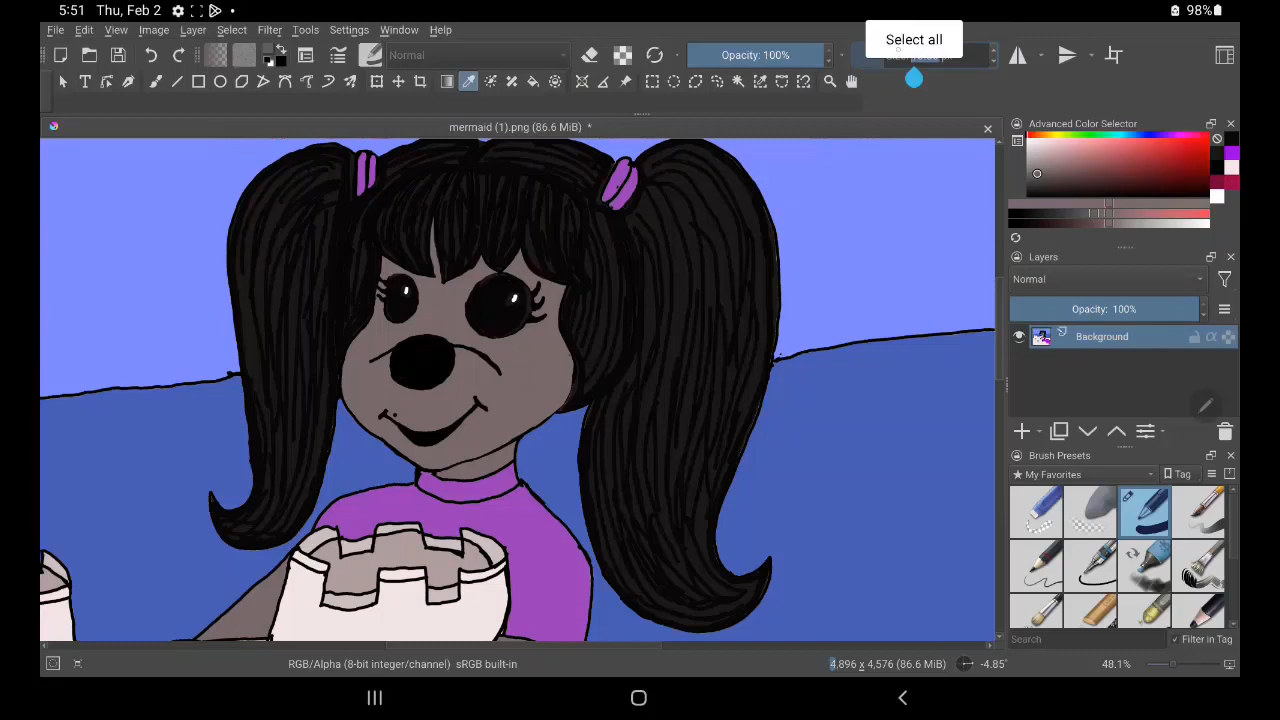 5:51 Thu, Feb 2
98%
Select all
File Edit View Image Layer Select Filter Tools Settings Window Help
Normal
Opacity: 100%
mermaid (1).png (86.6 MiB) *
Advanced Color Selector
Layers
Normal
Opacity: 100%
Background
Brush Presets
My Favorites
Tag
Search
Filter in Tag
RGB/Alpha (8-bit integer/channel) sRGB built-in
4,896 x 4,576 (86.6 MiB)
-4.85°
48.1%